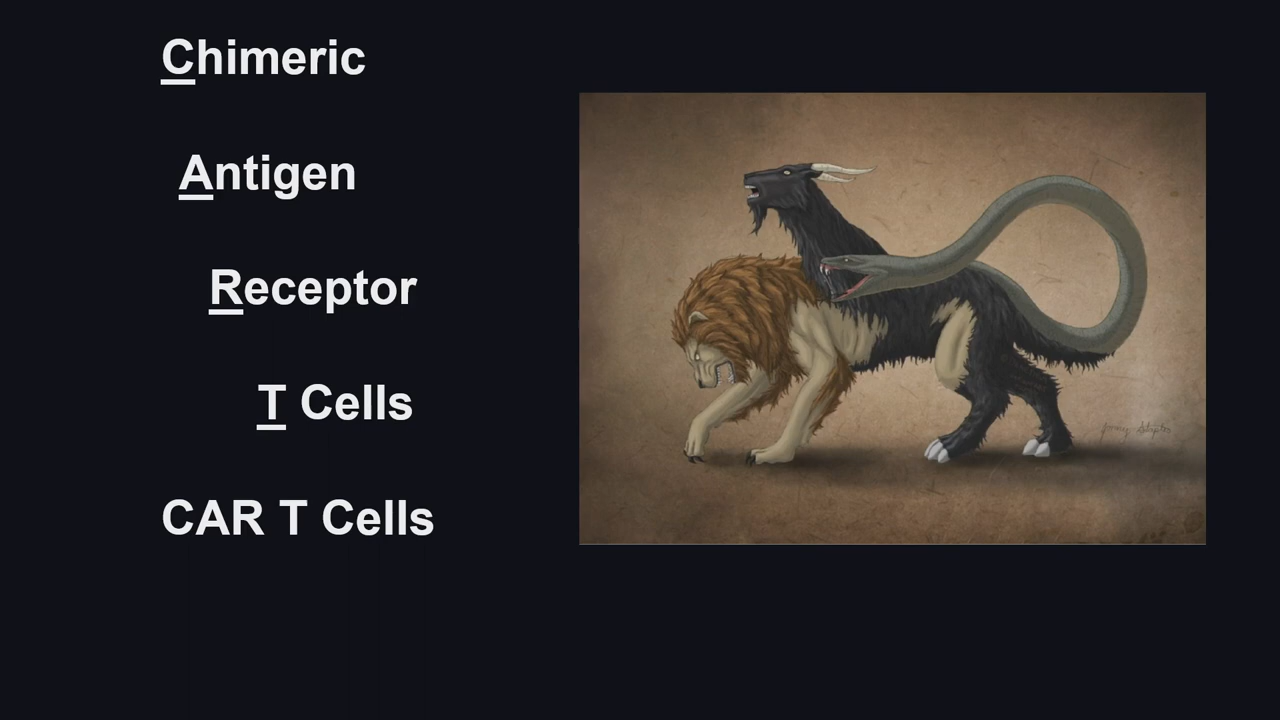 Chimeric
Antigen
Receptor
T Cells
CAR T Cells